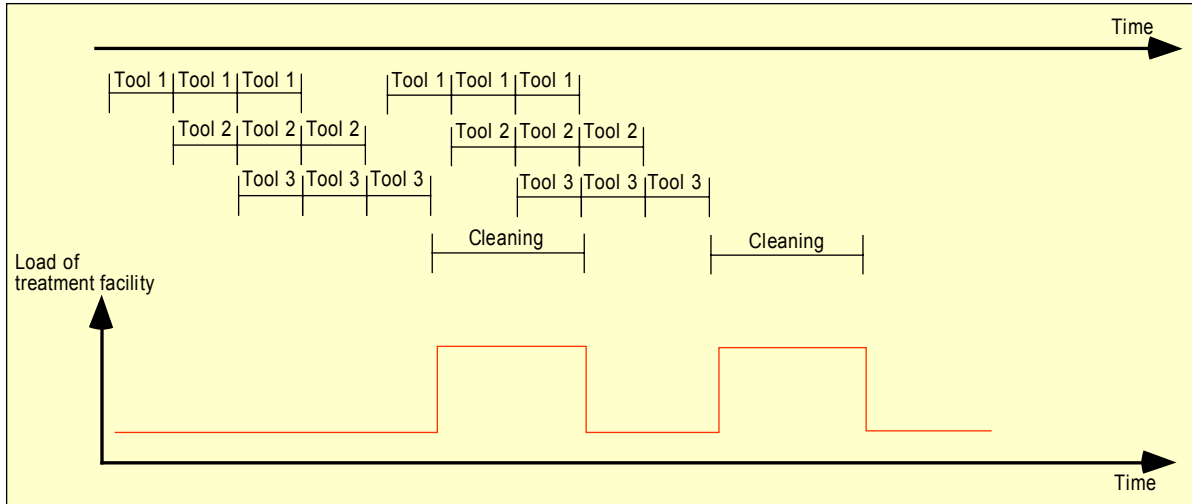 Time
Tool 1 Tool 1 Tool 1 Tool 1 Tool 1 Tool 1
Tool 2 Tool 2 Tool 2 Tool 2 Tool 2 Tool 2
Tool 3 Tool 3 Tool 3 Tool 3 Tool 3 Tool 3
Cleaning Cleaning
Load of
treatment facility
Time